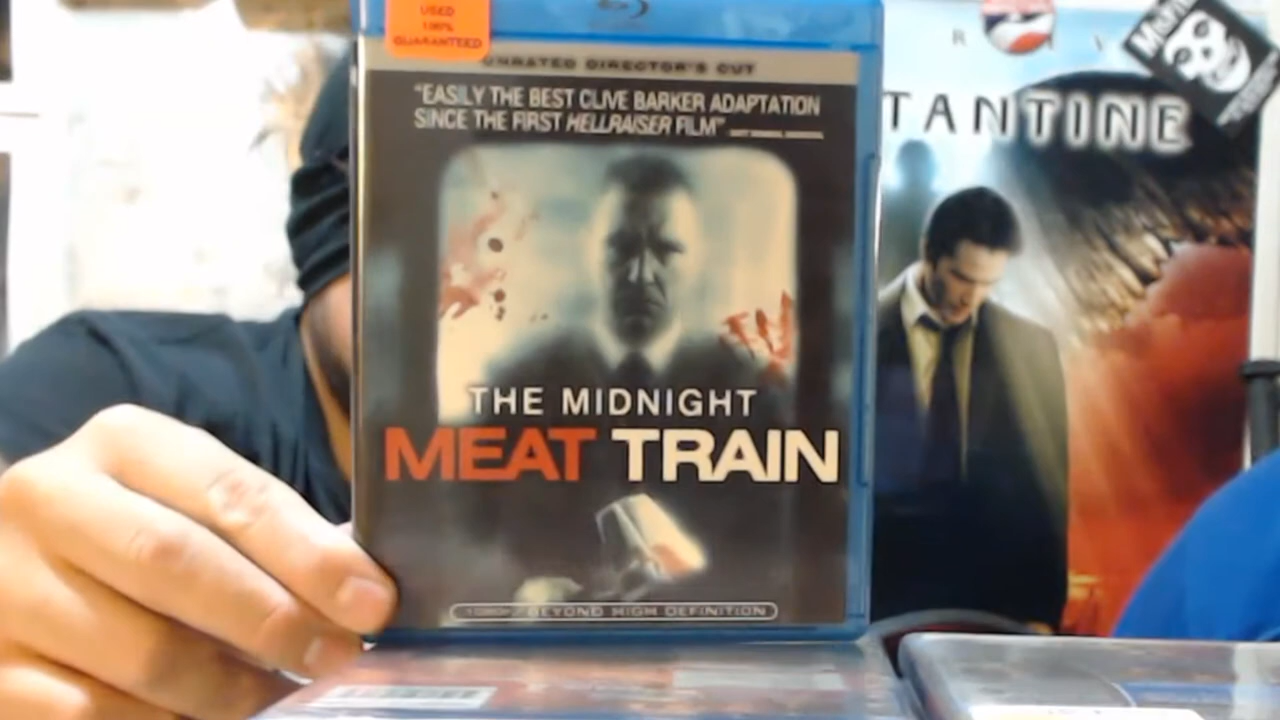 USED
100%
GUARANTEED
UNRATED DIRECTOR'S CUT
"EASILY THE BEST CLIVE BARKER ADAPTATION
SINCE THE FIRST HELLRAISER FILM"
THE MIDNIGHT
MEAT TRAIN
BEYOND HIGH DEFINITION
TANTINE